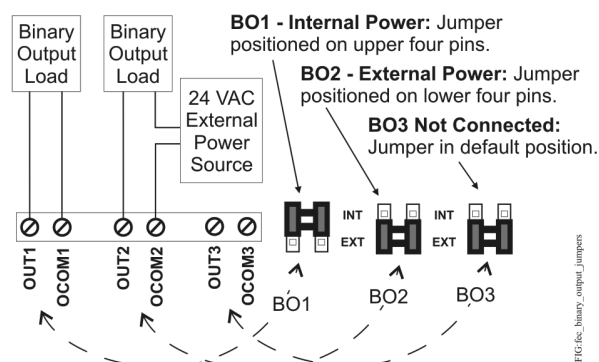 BO1 - Internal Power: Jumper
positioned on upper four pins.
BO2 - External Power: Jumper
positioned on lower four pins.
BO3 Not Connected:
Jumper in default position.
Binary
Output
Load
Binary
Output
Load
24 VAC
External
Power
Source
INT
EXT
INT
EXT
OUT1
OCOM1
OUT2
OCOM2
OUT3
OCOM3
BO1
BO2
BO3
FIG:fec_binary_output_jumpers